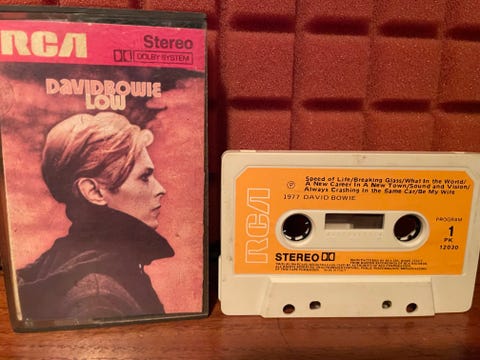 RCA
Stereo
DOLBY SYSTEM
DAVID BOWIE
LOW
RCA
Speed of Life/Breaking Glass/What In the World/
A New Career In A New Town/Sound and Vision/
Always Crashing In the Same Car/Be My Wife
P 1977 DAVID BOWIE
PROGRAM
1
PK
12030
STEREO